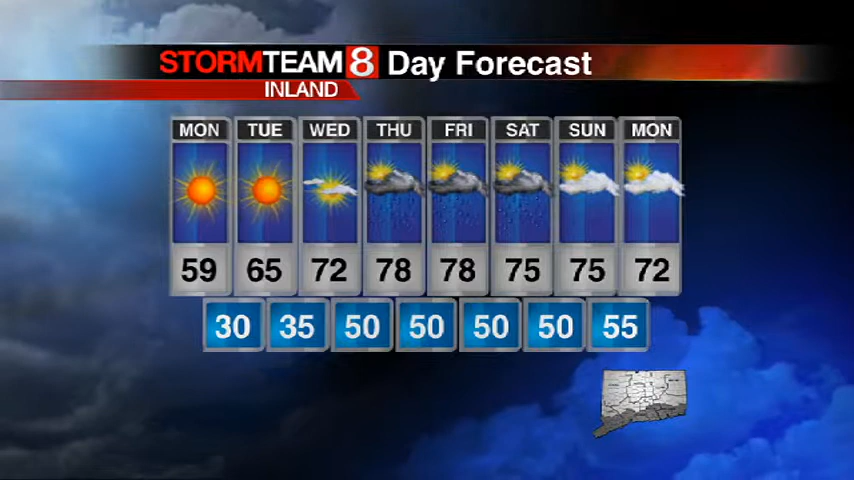 STORMTEAM 8 Day Forecast
INLAND
MON TUE WED THU FRI SAT SUN MON
59 65 72 78 78 75 75 72
30 35 50 50 50 50 55